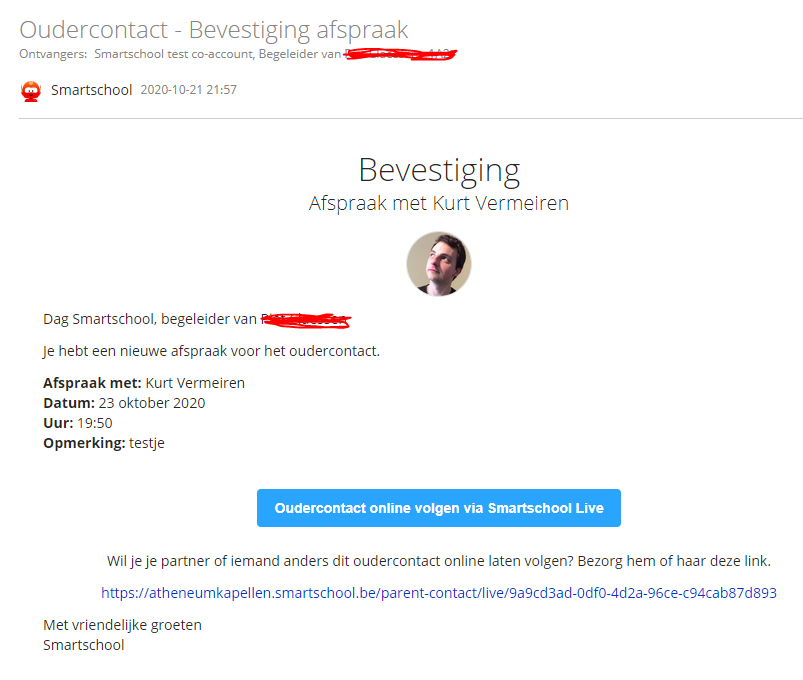 Oudercontact - Bevestiging afspraak
Ontvangers: Smartschool test co-account, Begeleider van
Smartschool 2020-10-21 21:57
Bevestiging
Afspraak met Kurt Vermeiren
Dag Smartschool, begeleider van
Je hebt een nieuwe afspraak voor het oudercontact.
Afspraak met: Kurt Vermeiren
Datum: 23 oktober 2020
Uur: 19:50
Opmerking: testje
Oudercontact online volgen via Smartschool Live
Wil je je partner of iemand anders dit oudercontact online laten volgen? Bezorg hem of haar deze link.
https://atheneumkapellen.smartschool.be/parent-contact/live/9a9cd3ad-0df0-4d2a-96ce-c94cab87d893
Met vriendelijke groeten
Smartschool